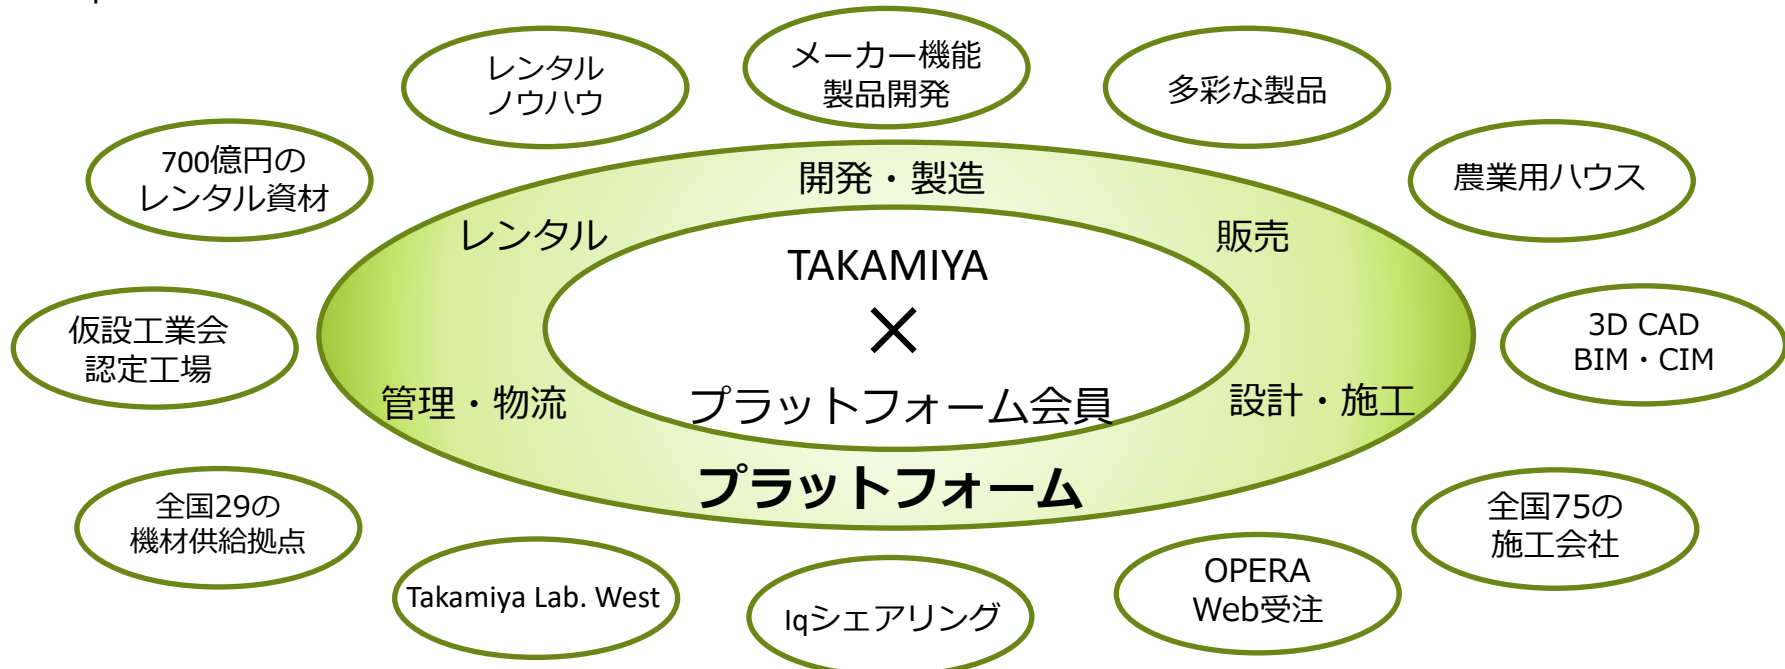 レンタル
ノウハウ
メーカー機能
製品開発
多彩な製品
700億円の
レンタル資材
開発・製造
農業用ハウス
レンタル
販売
TAKAMIYA
×
プラットフォーム会員
仮設工業会
認定工場
3D CAD
BIM・CIM
管理・物流
設計・施工
プラットフォーム
全国29の
機材供給拠点
全国75の
施工会社
Takamiya Lab. West
Iqシェアリング
OPERA
Web受注